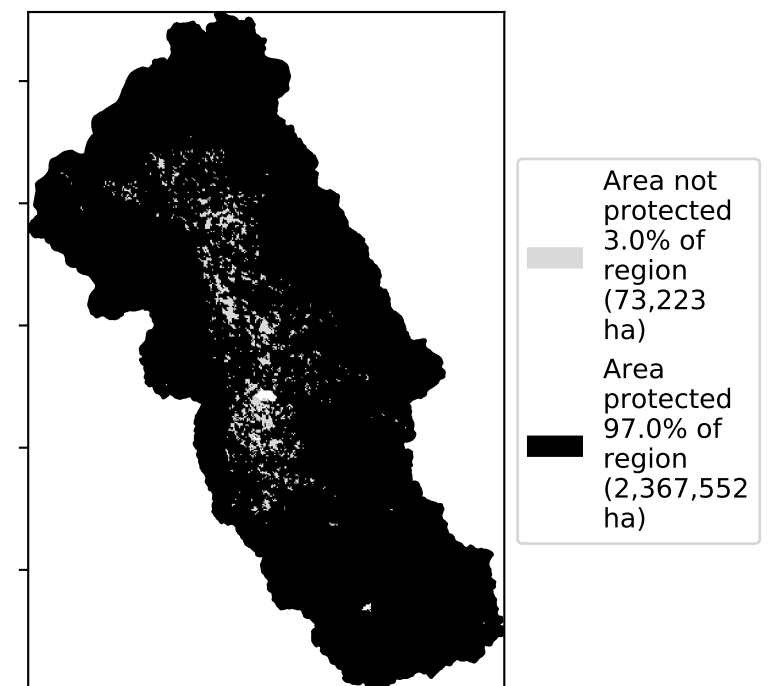 Area not
protected
3.0% of
region
(73,223
ha)
Area
protected
97.0% of
region
(2,367,552
ha)